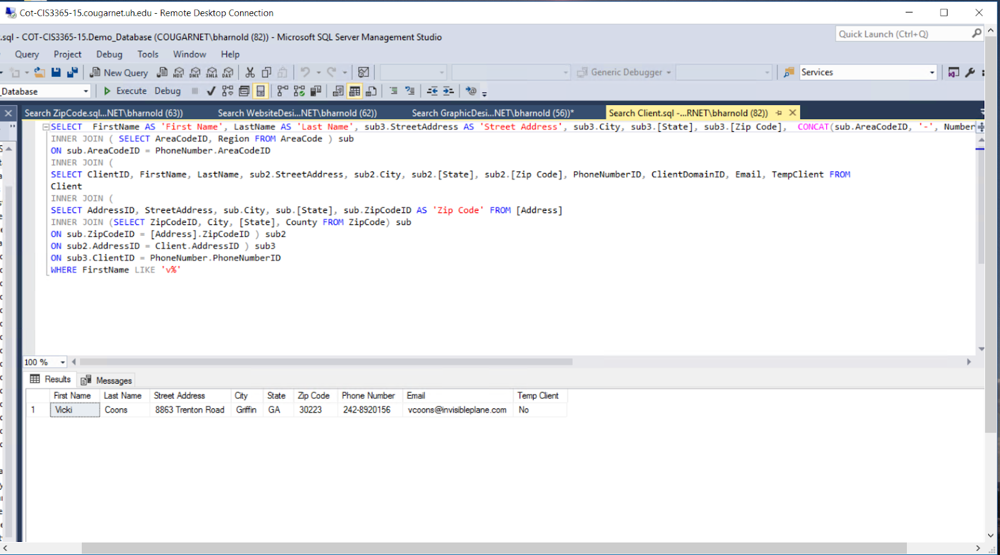 Cot-CIS3365-15.cougarnet.uh.edu - Remote Desktop Connection
.sql - COT-CIS3365-15.Demo_Database (COUGARNET\bharnold (82)) - Microsoft SQL Server Management Studio
Quick Launch (Ctrl+Q)
Query Project Debug Tools Window Help
New Query MDX DMX XMLA DAX Generic Debugger Services
_Database Execute Debug
Search ZipCode.sql...NET\bharnold (63)) Search WebsiteDesi...NET\bharnold (62)) Search GraphicDesi...NET\bharnold (56))* Search Client.sql -...RNET\bharnold (82))
SELECT  FirstName AS 'First Name', LastName AS 'Last Name', sub3.StreetAddress AS 'Street Address', sub3.City, sub3.[State], sub3.[Zip Code],  CONCAT(sub.AreaCodeID, '-', Number
INNER JOIN ( SELECT AreaCodeID, Region FROM AreaCode ) sub
ON sub.AreaCodeID = PhoneNumber.AreaCodeID
INNER JOIN (
SELECT ClientID, FirstName, LastName, sub2.StreetAddress, sub2.City, sub2.[State], sub2.[Zip Code], PhoneNumberID, ClientDomainID, Email, TempClient FROM
Client
INNER JOIN (
SELECT AddressID, StreetAddress, sub.City, sub.[State], sub.ZipCodeID AS 'Zip Code' FROM [Address]
INNER JOIN (SELECT ZipCodeID, City, [State], County FROM ZipCode) sub
ON sub.ZipCodeID = [Address].ZipCodeID ) sub2
ON sub2.AddressID = Client.AddressID ) sub3
ON sub3.ClientID = PhoneNumber.PhoneNumberID
WHERE FirstName LIKE 'v%'
100 %
Results Messages
First Name Last Name Street Address City State Zip Code Phone Number Email Temp Client
1 Vicki Coons 8863 Trenton Road Griffin GA 30223 242-8920156 vcoons@invisibleplane.com No